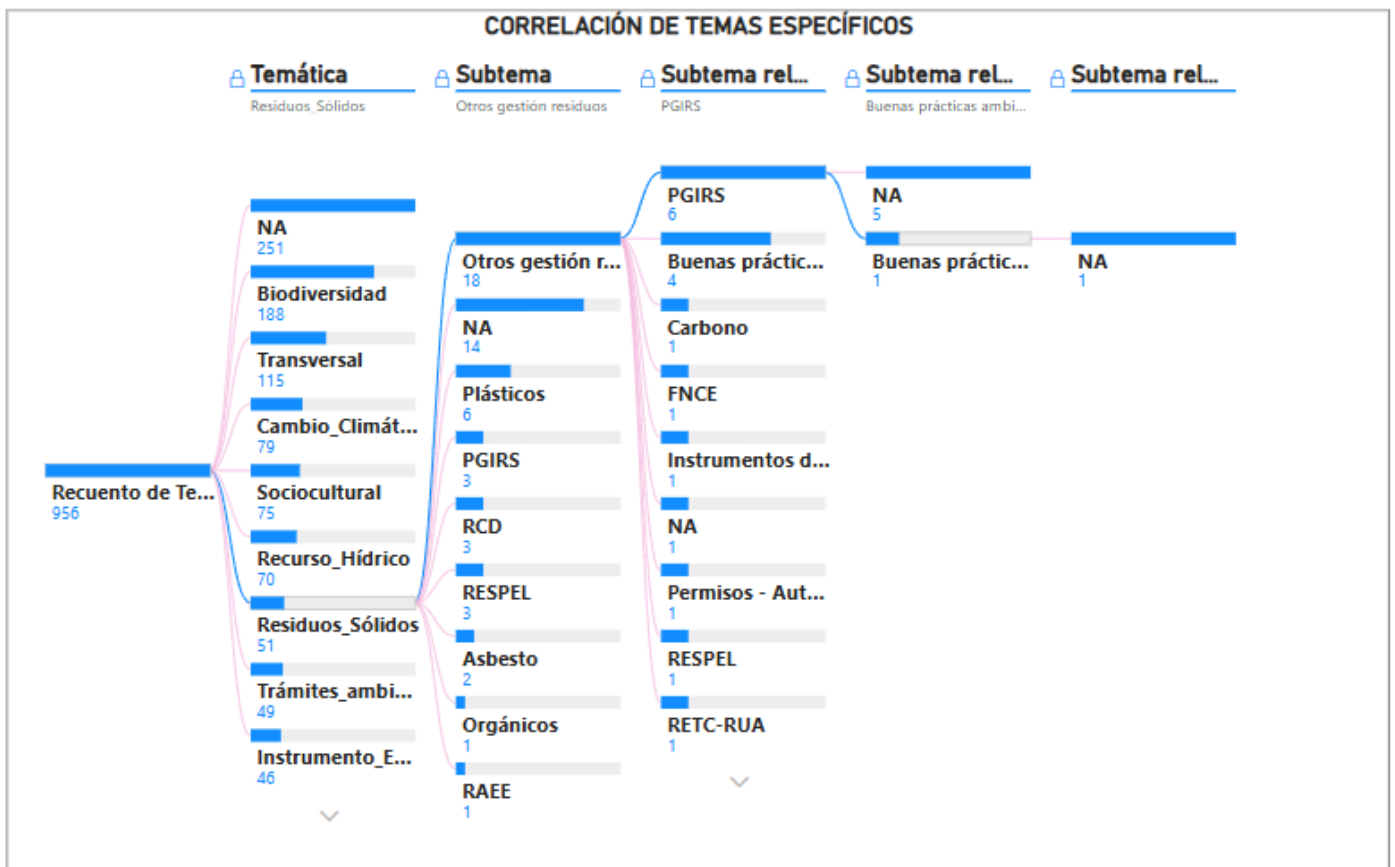 CORRELACIÓN DE TEMAS ESPECÍFICOS
Temática
Residuos_Sólidos
Subtema
Otros gestión residuos
Subtema rel...
PGIRS
Subtema rel...
Buenas prácticas ambi...
Subtema rel...
Recuento de Te...
956
NA
251
Biodiversidad
188
Transversal
115
Cambio_Climát...
79
Sociocultural
75
Recurso_Hídrico
70
Residuos_Sólidos
51
Trámites_ambi...
49
Instrumento_E...
46
Otros gestión r...
18
NA
14
Plásticos
6
PGIRS
3
RCD
3
RESPEL
3
Asbesto
2
Orgánicos
1
RAEE
1
PGIRS
6
Buenas práctic...
4
Carbono
1
FNCE
1
Instrumentos d...
1
NA
1
Permisos - Aut...
1
RESPEL
1
RETC-RUA
1
NA
5
Buenas práctic...
1
NA
1